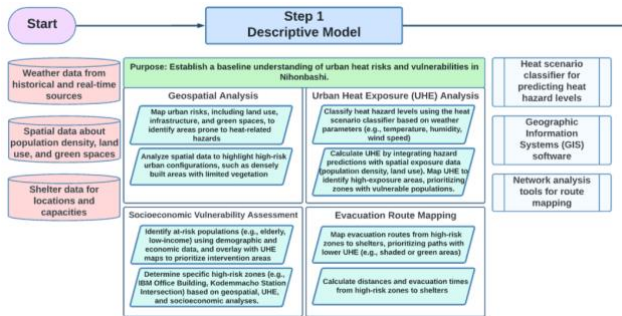 Start
Step 1
Descriptive Model
Weather data from
historical and real-time
sources
Spatial data about
population density, land
use, and green spaces
Shelter data for
locations and
capacities
Purpose: Establish a baseline understanding of urban heat risks and vulnerabilities in
Nihonbashi.
Geospatial Analysis
Map urban risks, including land use,
infrastructure, and green spaces, to
identify areas prone to heat-related
hazards
Analyze spatial data to highlight high-risk
urban configurations, such as densely
built areas with limited vegetation
Urban Heat Exposure (UHE) Analysis
Classify heat hazard levels using the heat
scenario classifier based on weather
parameters (e.g., temperature, humidity,
wind speed)
Calculate UHE by integrating hazard
predictions with spatial exposure data
(population density, land use). Map UHE to
identify high-exposure areas, prioritizing
zones with vulnerable populations.
Socioeconomic Vulnerability Assessment
Identify at-risk populations (e.g., elderly,
low-income) using demographic and
economic data, and overlay with UHE
maps to prioritize intervention areas
Determine specific high-risk zones (e.g.,
IBM Office Building, Kodemmacho Station
Intersection) based on geospatial, UHE,
and socioeconomic analyses.
Evacuation Route Mapping
Map evacuation routes from high-risk
zones to shelters, prioritizing paths with
lower UHE (e.g., shaded or green areas)
Calculate distances and evacuation times
from high-risk zones to shelters
Heat scenario
classifier for
predicting heat
hazard levels
Geographic
Information
Systems (GIS)
software
Network analysis
tools for route
mapping